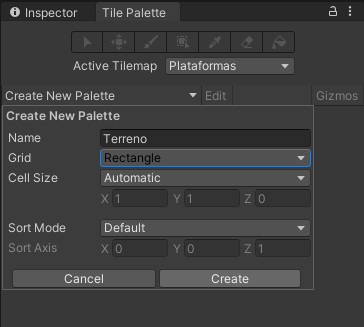 Inspector Tile Palette
Active Tilemap Plataformas
Create New Palette Edit Gizmos
Create New Palette
Name Terreno
Grid Rectangle
Cell Size Automatic
X 1 Y 1 Z 0
Sort Mode Default
Sort Axis X 0 Y 0 Z 1
Cancel Create